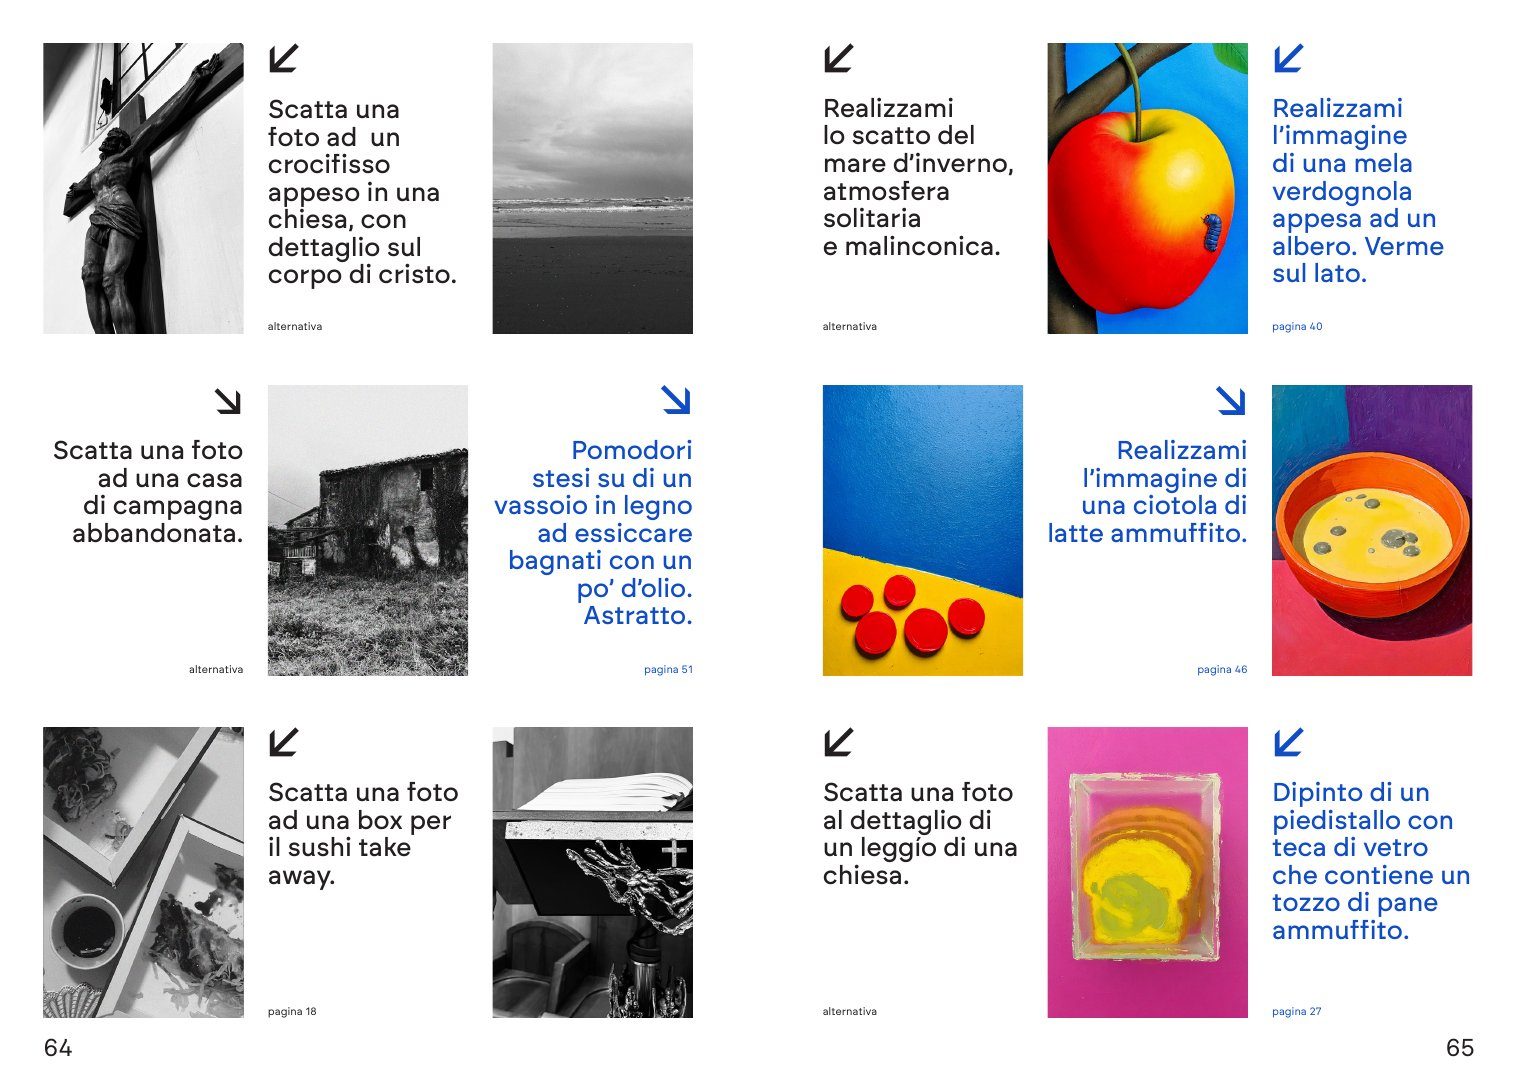 Scatta una
foto ad  un
crocifisso
appeso in una
chiesa, con
dettaglio sul
corpo di cristo.
alternativa
Realizzami
lo scatto del
mare d’inverno,
atmosfera
solitaria
e malinconica.
alternativa
Realizzami
l’immagine
di una mela
verdognola
appesa ad un
albero. Verme
sul lato.
pagina 40
Scatta una foto
ad una casa
di campagna
abbandonata.
alternativa
Pomodori
stesi su di un
vassoio in legno
ad essiccare
bagnati con un
po’ d’olio.
Astratto.
pagina 51
Realizzami
l’immagine di
una ciotola di
latte ammuffito.
pagina 46
Scatta una foto
ad una box per
il sushi take
away.
pagina 18
Scatta una foto
al dettaglio di
un leggío di una
chiesa.
alternativa
Dipinto di un
piedistallo con
teca di vetro
che contiene un
tozzo di pane
ammuffito.
pagina 27
64
65